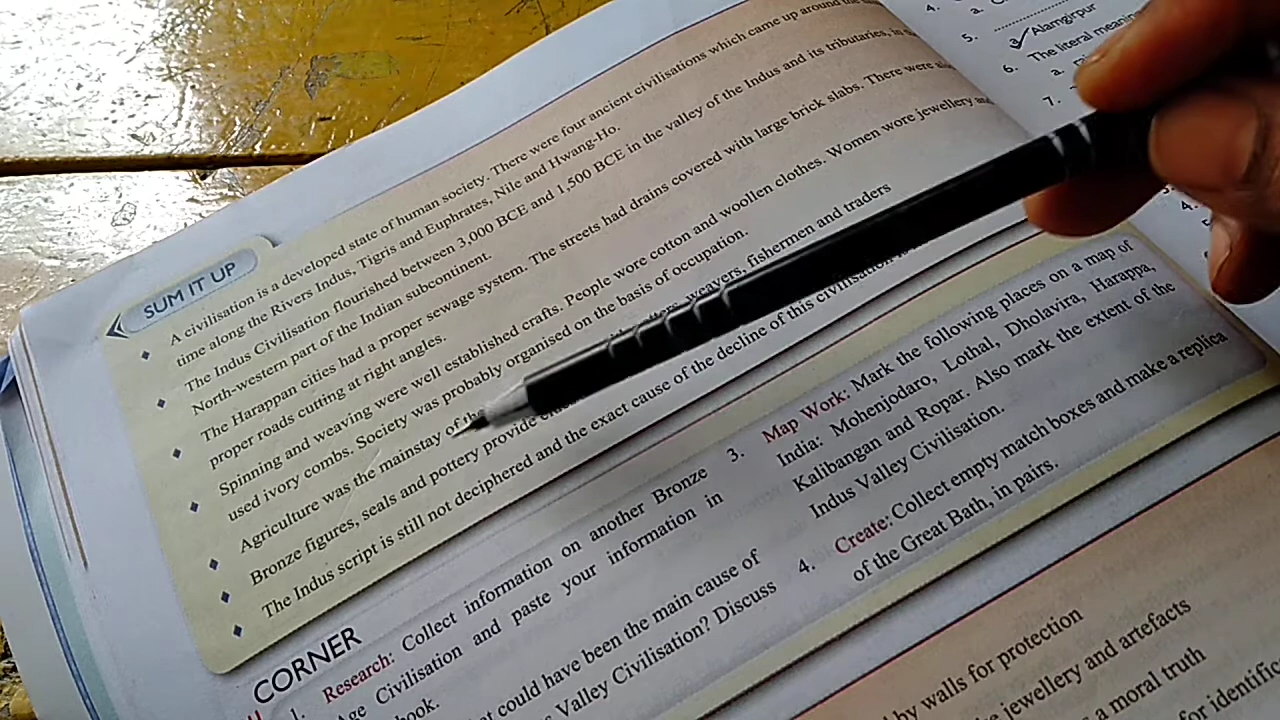 SUM IT UP
A civilisation is a developed state of human society. There were four ancient civilisations which came up around the
time along the Rivers Indus, Tigris and Euphrates, Nile and Hwang-Ho.
The Indus Civilisation flourished between 3,000 BCE and 1,500 BCE in the valley of the Indus and its tributaries, in
North-western part of the Indian subcontinent.
The Harappan cities had a proper sewage system. The streets had drains covered with large brick slabs. There were
proper roads cutting at right angles.
Spinning and weaving were well established crafts. People wore cotton and woollen clothes. Women wore jewellery and
used ivory combs. Society was probably organised on the basis of occupation.
Agriculture was the mainstay of the weavers, fishermen and traders
Bronze figures, seals and pottery provide
The Indus script is still not deciphered and the exact cause of the decline of this civilisation
CORNER
1. Research: Collect information on another Bronze
Age Civilisation and paste your information in
book.
could have been the main cause of
Valley Civilisation? Discuss
3. Map Work: Mark the following places on a map of
India: Mohenjodaro, Lothal, Dholavira, Harappa,
Kalibangan and Ropar. Also mark the extent of the
Indus Valley Civilisation.
4. Create: Collect empty match boxes and make a replica
of the Great Bath, in pairs.
by walls for protection
jewellery and artefacts
a moral truth
for
4.
a.
5.
Alamgirpur
6. The literal meaning
a.
7.
4.